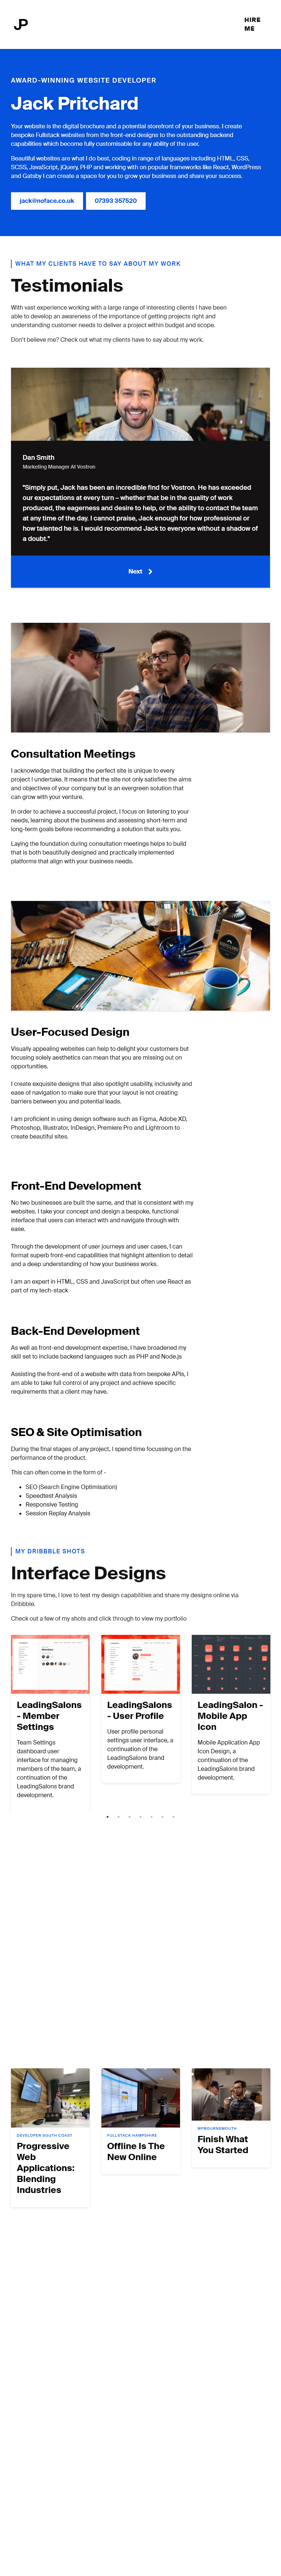 JP
HIRE
ME
AWARD-WINNING WEBSITE DEVELOPER
Jack Pritchard
Your website is the digital brochure and a potential storefront of your business. I create
bespoke Fullstack websites from the front-end designs to the outstanding backend
capabilities which become fully customisable for any ability of the user.
Beautiful websites are what I do best, coding in range of languages including HTML, CSS,
SCSS, JavaScript, jQuery, PHP and working with on popular frameworks like React, WordPress
and Gatsby I can create a space for you to grow your business and share your success.
jack@noface.co.uk
07393 357520
WHAT MY CLIENTS HAVE TO SAY ABOUT MY WORK
Testimonials
With vast experience working with a large range of interesting clients I have been
able to develop an awareness of the importance of getting projects right and
understanding customer needs to deliver a project within budget and scope.
Don't believe me? Check out what my clients have to say about my work.
Dan Smith
Marketing Manager At Vostron
"Simply put, Jack has been an incredible find for Vostron. He has exceeded
our expectations at every turn – whether that be in the quality of work
produced, the eagerness and desire to help, or the ability to contact the team
at any time of the day. I cannot praise, Jack enough for how professional or
how talented he is. I would recommend Jack to everyone without a shadow of
a doubt."
Next
Consultation Meetings
I acknowledge that building the perfect site is unique to every
project I undertake. It means that the site not only satisfies the aims
and objectives of your company but is an evergreen solution that
can grow with your venture.
In order to achieve a successful project, I focus on listening to your
needs, learning about the business and assessing short-term and
long-term goals before recommending a solution that suits you.
Laying the foundation during consultation meetings helps to build
that is both beautifully designed and practically implemented
platforms that align with your business needs.
User-Focused Design
Visually appealing websites can help to delight your customers but
focusing solely aesthetics can mean that you are missing out on
opportunities.
I create exquisite designs that also spotlight usability, inclusivity and
ease of navigation to make sure that your layout is not creating
barriers between you and potential leads.
I am proficient in using design software such as Figma, Adobe XD,
Photoshop, Illustrator, InDesign, Premiere Pro and Lightroom to
create beautiful sites.
Front-End Development
No two businesses are built the same, and that is consistent with my
websites. I take your concept and design a bespoke, functional
interface that users can interact with and navigate through with
ease.
Through the development of user journeys and user cases, I can
format superb front-end capabilities that highlight attention to detail
and a deep understanding of how your business works.
I am an expert in HTML, CSS and JavaScript but often use React as
part of my tech-stack
Back-End Development
As well as front-end development expertise, I have broadened my
skill set to include backend languages such as PHP and Node.js
Assisting the front-end of a website with data from bespoke APIs, I
am able to take full control of any project and achieve specific
requirements that a client may have.
SEO & Site Optimisation
During the final stages of any project, I spend time focussing on the
performance of the product.
This can often come in the form of -
SEO (Search Engine Optimisation)
Speedtest Analysis
Responsive Testing
Session Replay Analysis
MY DRIBBBLE SHOTS
Interface Designs
In my spare time, I love to test my design capabilities and share my designs online via
Dribbble.
Check out a few of my shots and click through to view my portfolio
LeadingSalons
- Member
Settings
Team Settings
dashboard user
interface for managing
members of the team, a
continuation of the
LeadingSalons brand
development.
LeadingSalons
- User Profile
User profile personal
settings user interface, a
continuation of the
LeadingSalons brand
development.
LeadingSalon -
Mobile App
Icon
Mobile Application App
Icon Design, a
continuation of the
LeadingSalons brand
development.
DEVELOPER SOUTH COAST
Progressive
Web
Applications:
Blending
Industries
FULLSTACK HAMPSHIRE
Offline Is The
New Online
WPBOURNEMOUTH
Finish What
You Started